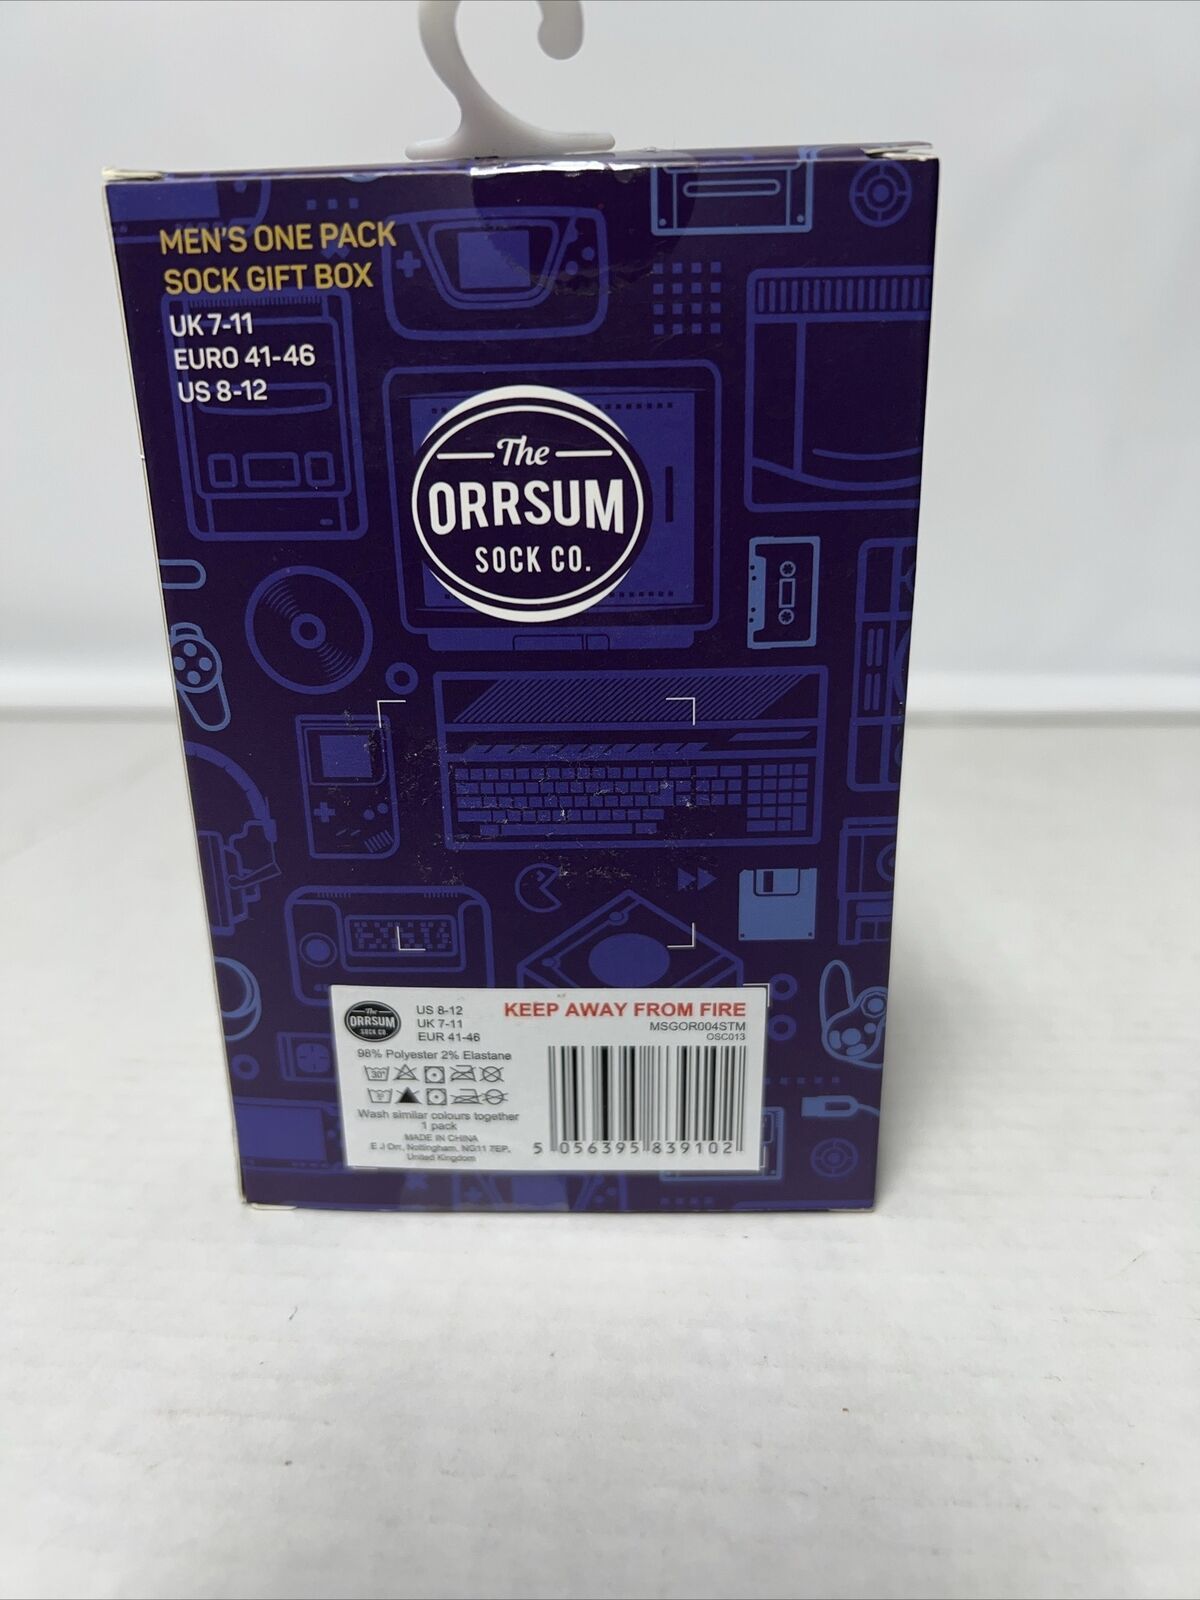 MEN'S ONE PACK
SOCK GIFT BOX
UK 7-11
EURO 41-46
US 8-12
The
ORRSUM
SOCK CO.
The
ORRSUM
SOCK CO.
US 8-12
UK 7-11
EUR 41-46
KEEP AWAY FROM FIRE
MSGOR004STM
OSC013
98% Polyester 2% Elastane
30°
Wash similar colours together
1 pack
MADE IN CHINA
E J Orr, Nottingham, NG11 7EP,
United Kingdom
5 056395 839102